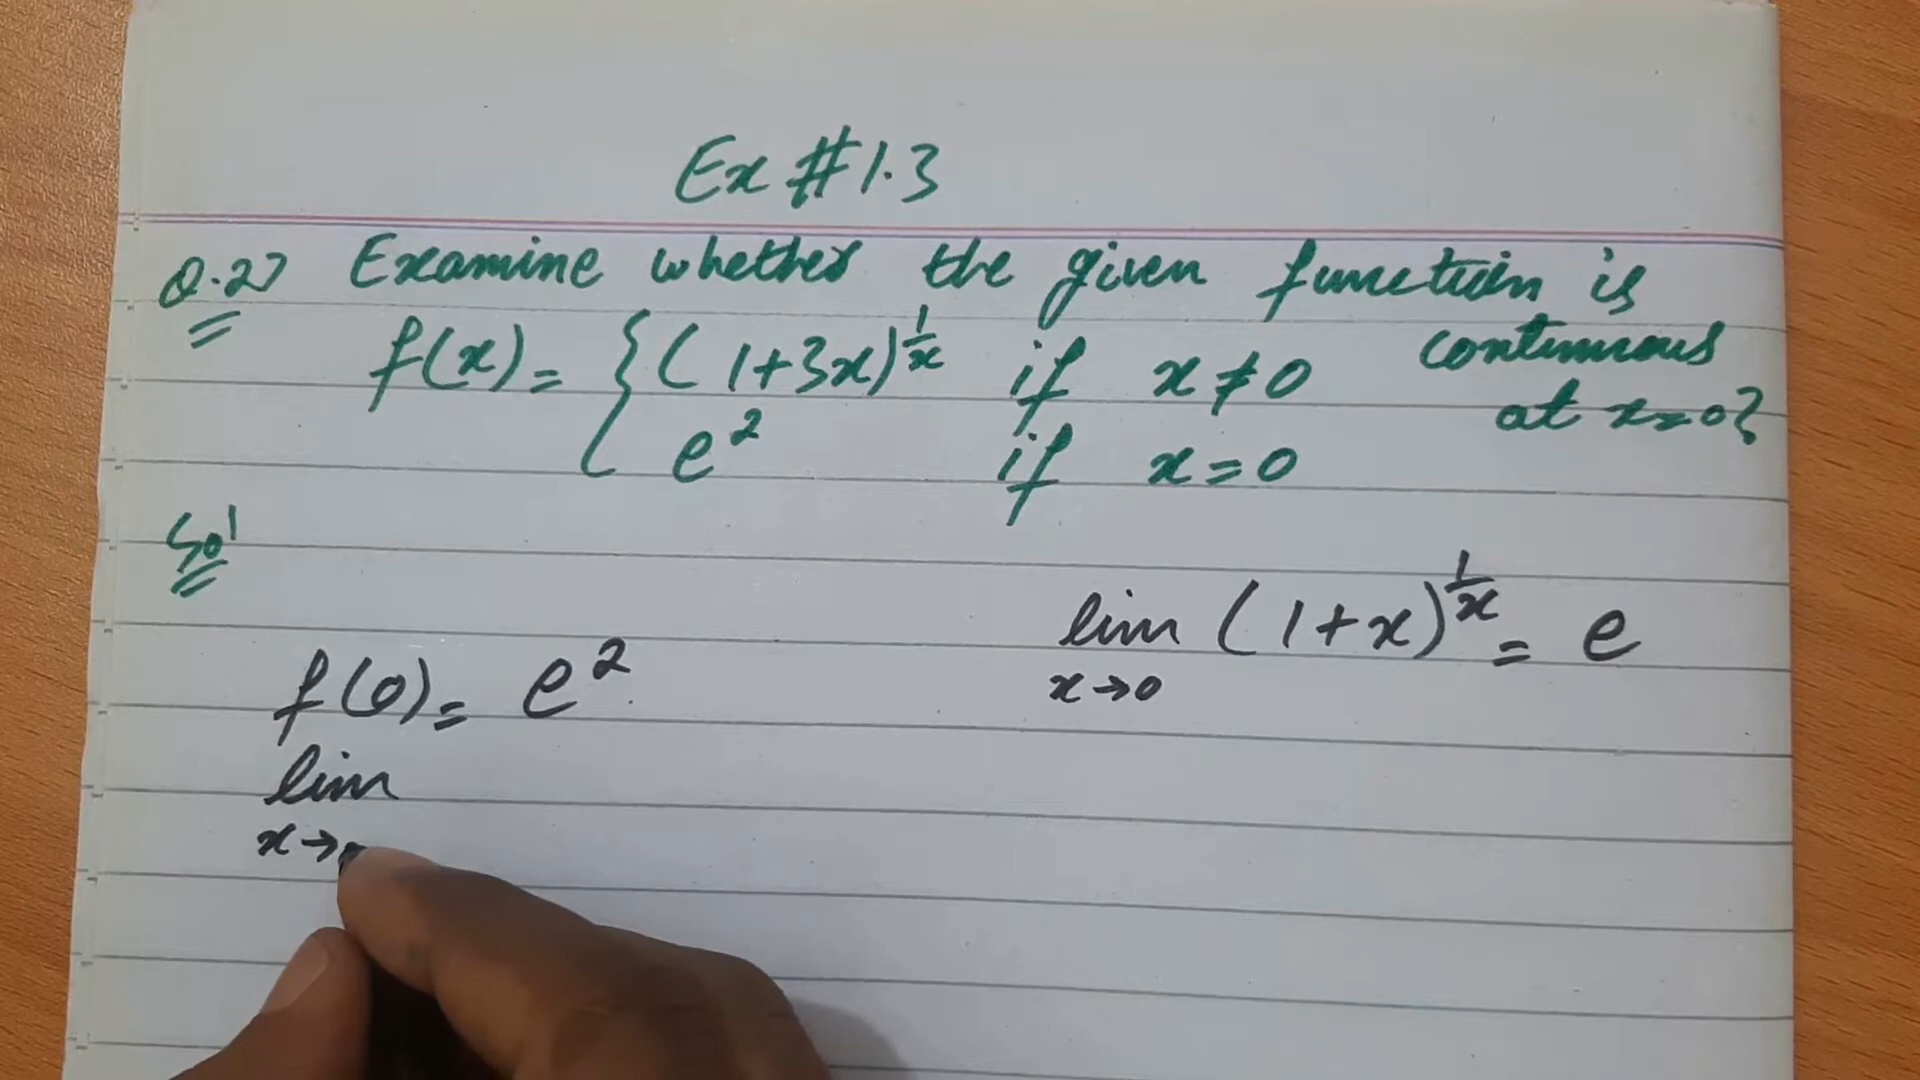 Ex #1.3
Q.27 Examine whether the given function is
continuous
f(x) = { (1+3x)^{1/x} if x ≠ 0
at x=0?
e^2 if x = 0
Sol
lim (1+x)^{1/x} = e
x→0
f(0) = e^2
lim
x→